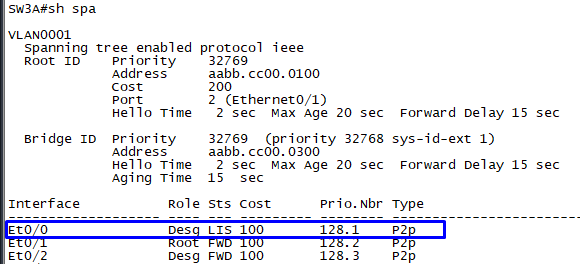 SW3A#sh spa
VLAN0001
Spanning tree enabled protocol ieee
Root ID Priority 32769
Address aabb.cc00.0100
Cost 200
Port 2 (Ethernet0/1)
Hello Time 2 sec Max Age 20 sec Forward Delay 15 sec
Bridge ID Priority 32769 (priority 32768 sys-id-ext 1)
Address aabb.cc00.0300
Hello Time 2 sec Max Age 20 sec Forward Delay 15 sec
Aging Time 15 sec
Interface Role Sts Cost Prio.Nbr Type
Et0/0 Desg LIS 100 128.1 P2p
Et0/1 Root FWD 100 128.2 P2p
Et0/2 Desg FWD 100 128.3 P2p